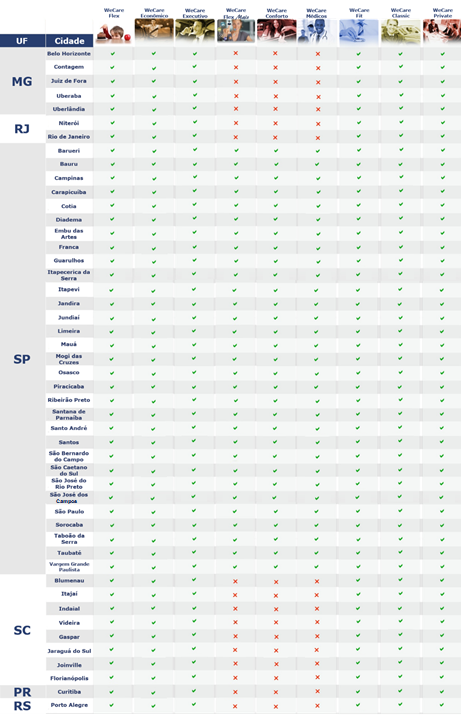 WeCare Flex
WeCare Econômico
WeCare Executivo
WeCare Flex Mais
WeCare Conforto
WeCare Médicos
WeCare Fit
WeCare Classic
WeCare Private
UF Cidade
MG
Belo Horizonte
Contagem
Juiz de Fora
Uberaba
Uberlândia
RJ
Niterói
Rio de Janeiro
SP
Barueri
Bauru
Campinas
Carapicuíba
Cotia
Diadema
Embu das
Artes
Franca
Guarulhos
Itapecerica da
Serra
Itapevi
Jandira
Jundiaí
Limeira
Mauá
Mogi das
Cruzes
Osasco
Piracicaba
Ribeirão Preto
Santana de
Parnaíba
Santo André
Santos
São Bernardo
do Campo
São Caetano
do Sul
São José do
Rio Preto
São José dos
Campos
São Paulo
Sorocaba
Taboão da
Serra
Taubaté
Vargem Grande
Paulista
SC
Blumenau
Itajaí
Indaial
Videira
Gaspar
Jaraguá do Sul
Joinville
Florianópolis
PR
Curitiba
RS
Porto Alegre